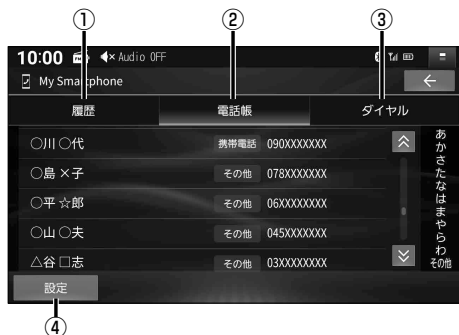 ① ② ③
10:00 Audio OFF
My Smartphone
履歴 電話帳 ダイヤル
○川 ○代 携帯電話 090XXXXXXX
○島 ×子 その他 078XXXXXXX
○平 ☆郎 その他 06XXXXXXXX
○山 ○夫 その他 045XXXXXXX
△谷 □志 その他 03XXXXXXXX
あ
か
さ
た
な
は
ま
や
ら
わ
その他
設定
④